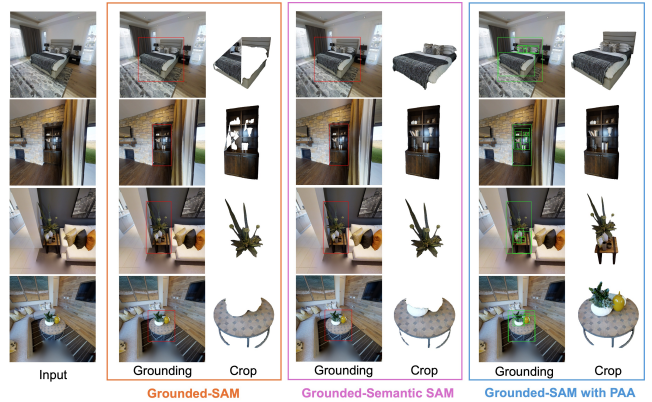 Input
Grounding Crop
Grounding Crop
Grounding Crop
Grounded-SAM
Grounded-Semantic SAM
Grounded-SAM with PAA